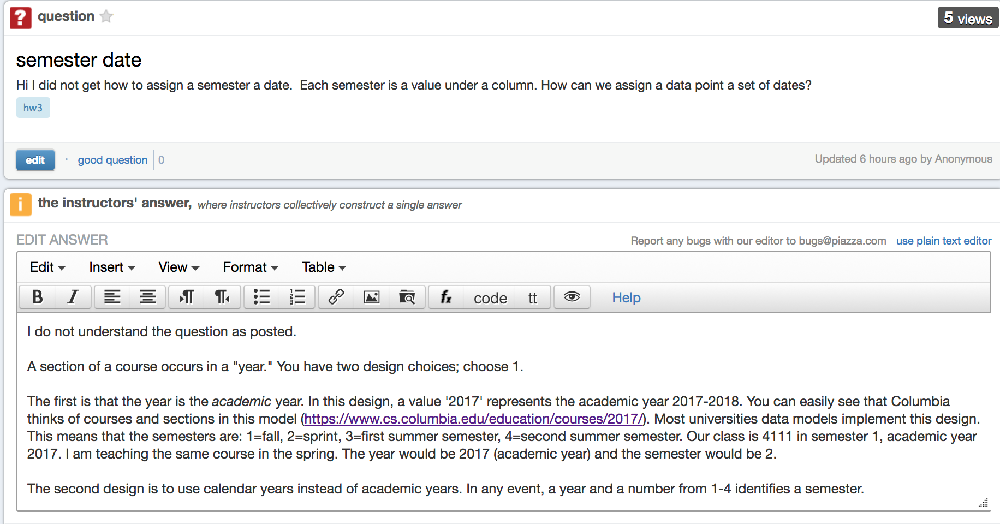 ? question
5 views
semester date
Hi I did not get how to assign a semester a date.  Each semester is a value under a column. How can we assign a data point a set of dates?
hw3
edit · good question 0
Updated 6 hours ago by Anonymous
i the instructors' answer, where instructors collectively construct a single answer
EDIT ANSWER
Report any bugs with our editor to bugs@piazza.com use plain text editor
Edit Insert View Format Table
B I fx code tt Help
I do not understand the question as posted.
A section of a course occurs in a "year." You have two design choices; choose 1.
The first is that the year is the academic year. In this design, a value '2017' represents the academic year 2017-2018. You can easily see that Columbia
thinks of courses and sections in this model (https://www.cs.columbia.edu/education/courses/2017/). Most universities data models implement this design.
This means that the semesters are: 1=fall, 2=sprint, 3=first summer semester, 4=second summer semester. Our class is 4111 in semester 1, academic year
2017. I am teaching the same course in the spring. The year would be 2017 (academic year) and the semester would be 2.
The second design is to use calendar years instead of academic years. In any event, a year and a number from 1-4 identifies a semester.